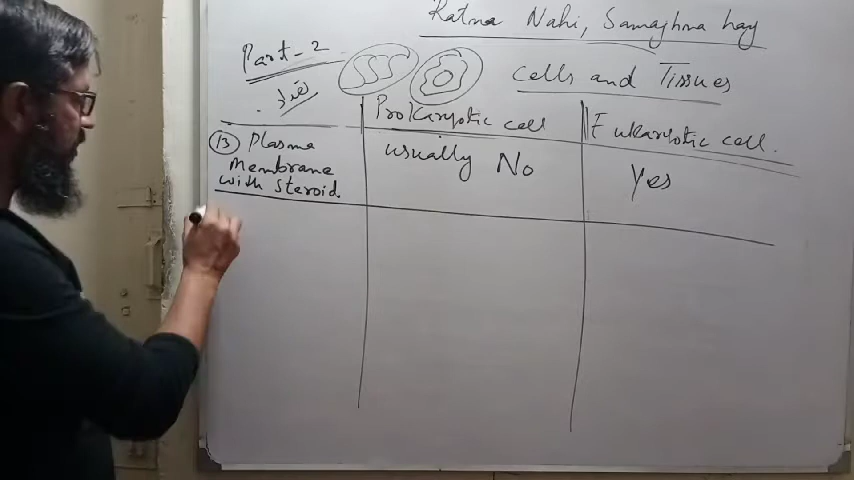 Ratna Nahi, Samajhna hay
Part-2
SSS
Cells and Tissues
Prokaryotic cell
Eukaryotic cell.
(13) Plasma
Membrane
with steroid.
usually No
Yes